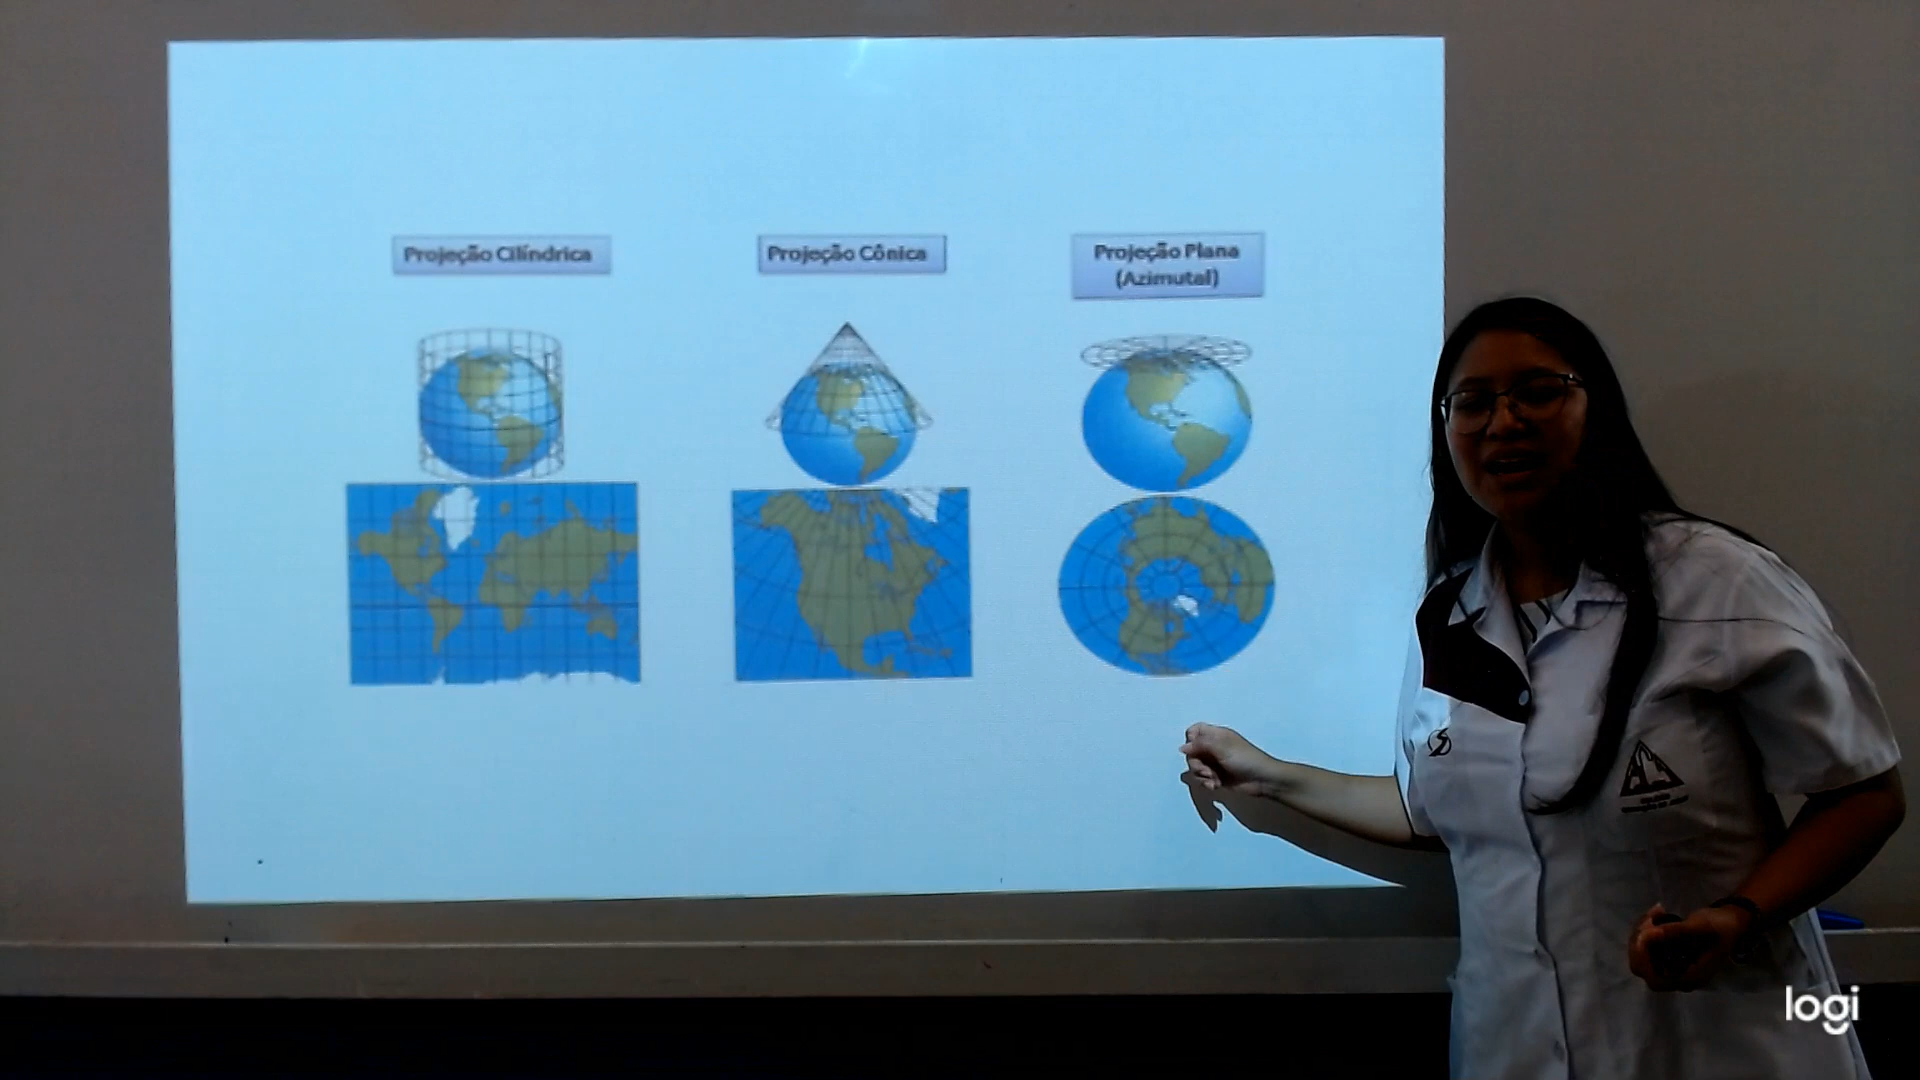 Projeção Cilíndrica
Projeção Cônica
Projeção Plana
(Azimutal)
logi